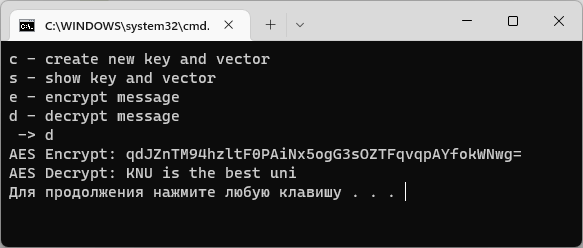 C:\WINDOWS\system32\cmd.
c - create new key and vector
s - show key and vector
e - encrypt message
d - decrypt message
-> d
AES Encrypt: qdJZnTM94hzltF0PAiNx5ogG3sOZTFqvqpAYfokWNwg=
AES Decrypt: KNU is the best uni
Для продолжения нажмите любую клавишу . . .